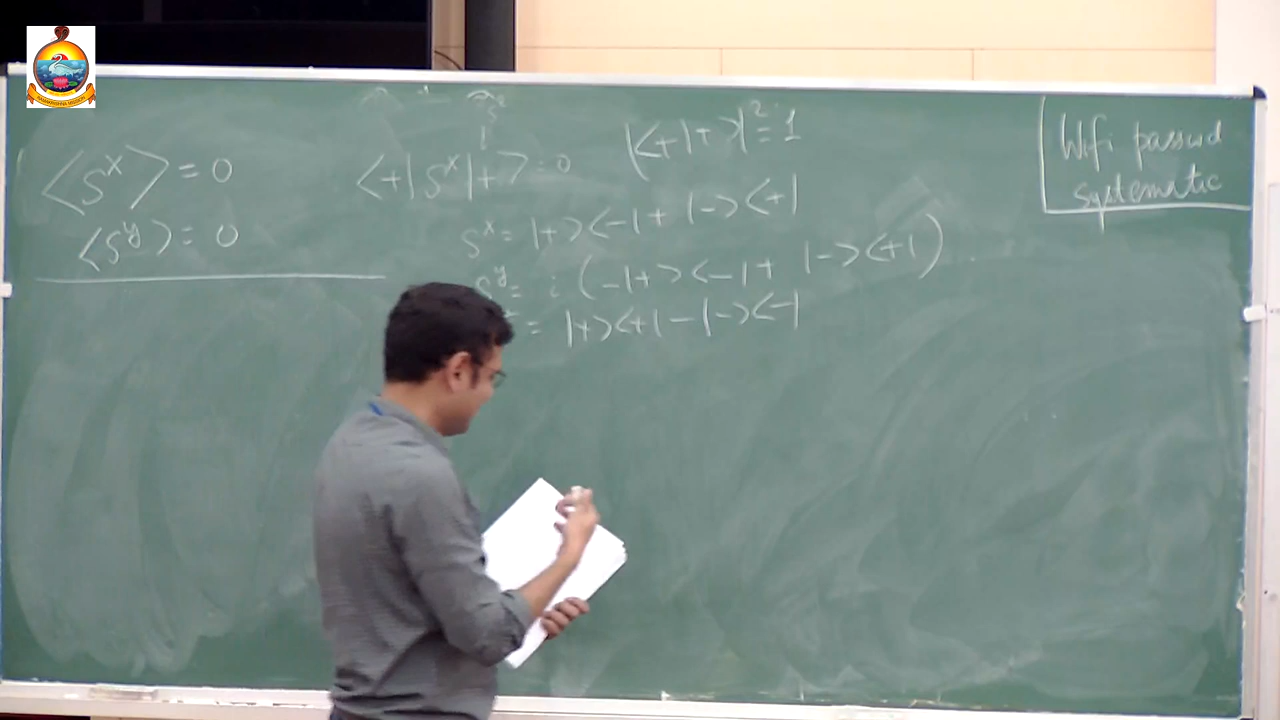 <S^x> = 0
<S^y> = 0
<+|S^x|+> = 0
|<+|+>|^2 = 1
S^x = |+><-| + |-><+|
S^y = i (-|+><-| + |-><+|)
= |+><+| - |-><-|
Wifi passwd
systematic